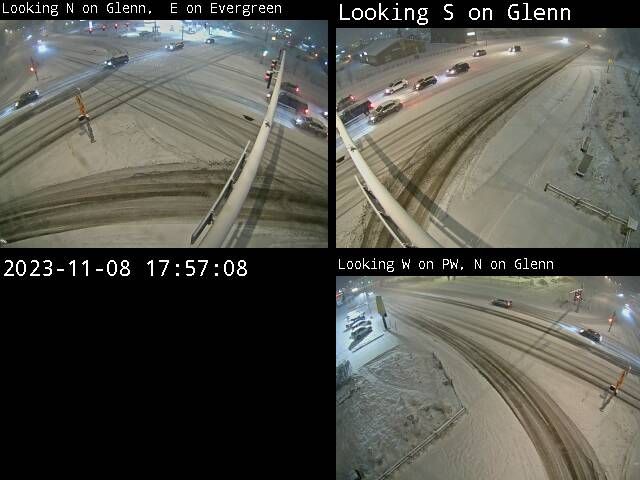 Looking N on Glenn,  E on Evergreen
Looking S on Glenn
2023-11-08 17:57:08
Looking W on PW, N on Glenn